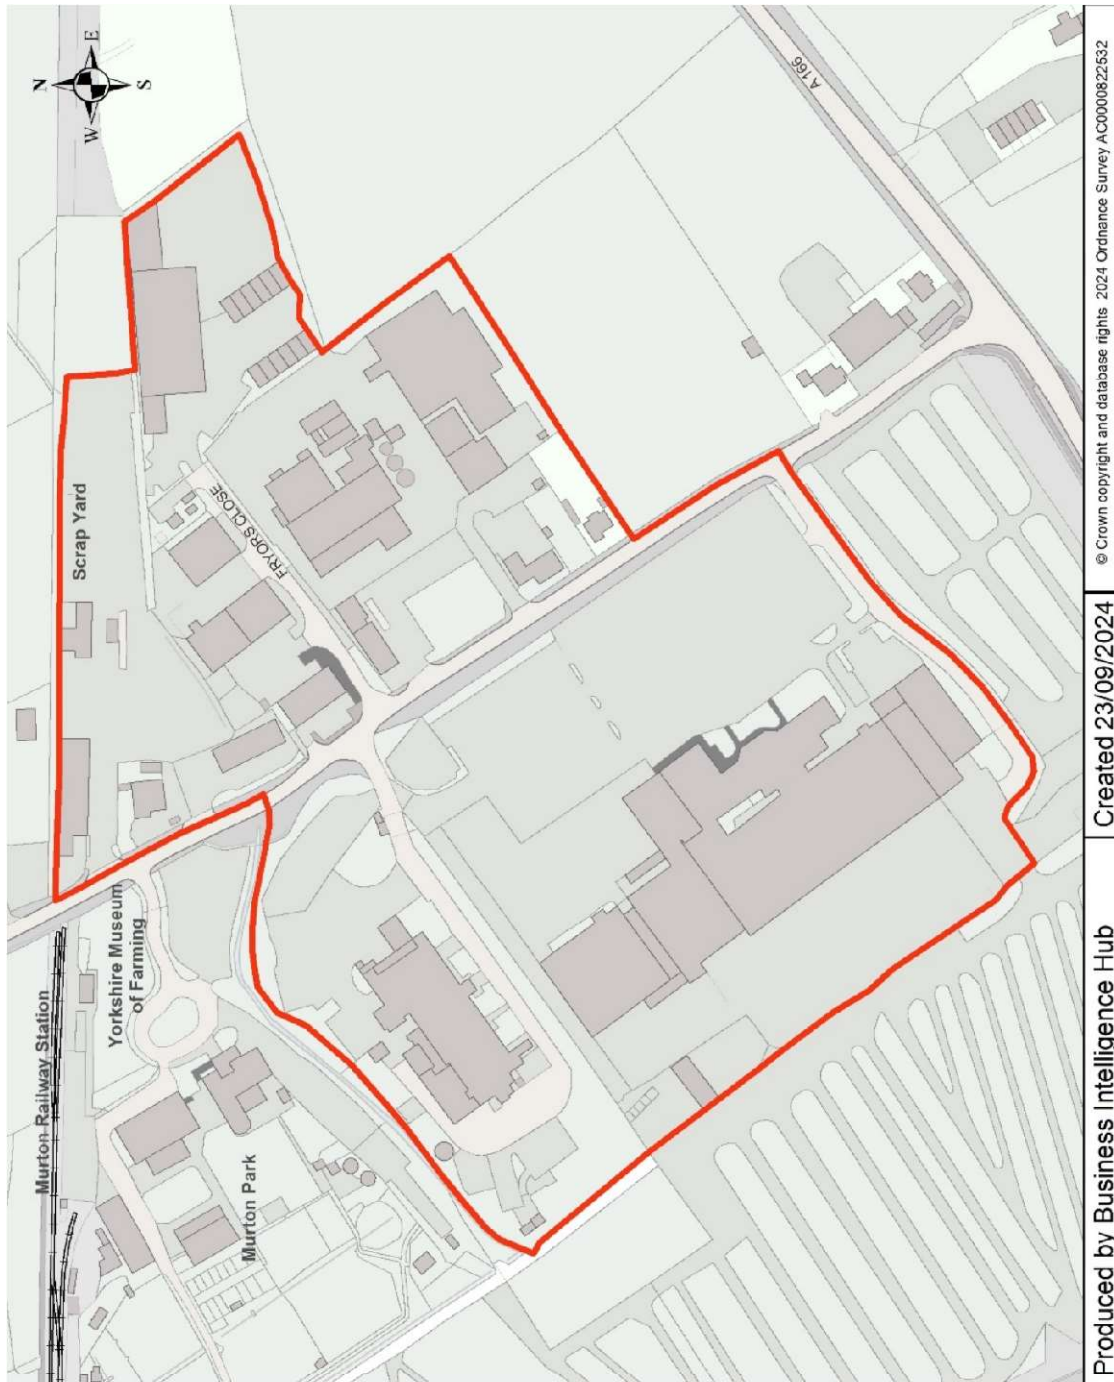 N
W E
S
A166
Scrap Yard
FRYORS CLOSE
Yorkshire Museum
of Farming
Murton Railway Station
Murton Park
Produced by Business Intelligence Hub
Created 23/09/2024
© Crown copyright and database rights 2024 Ordnance Survey AC0000822532